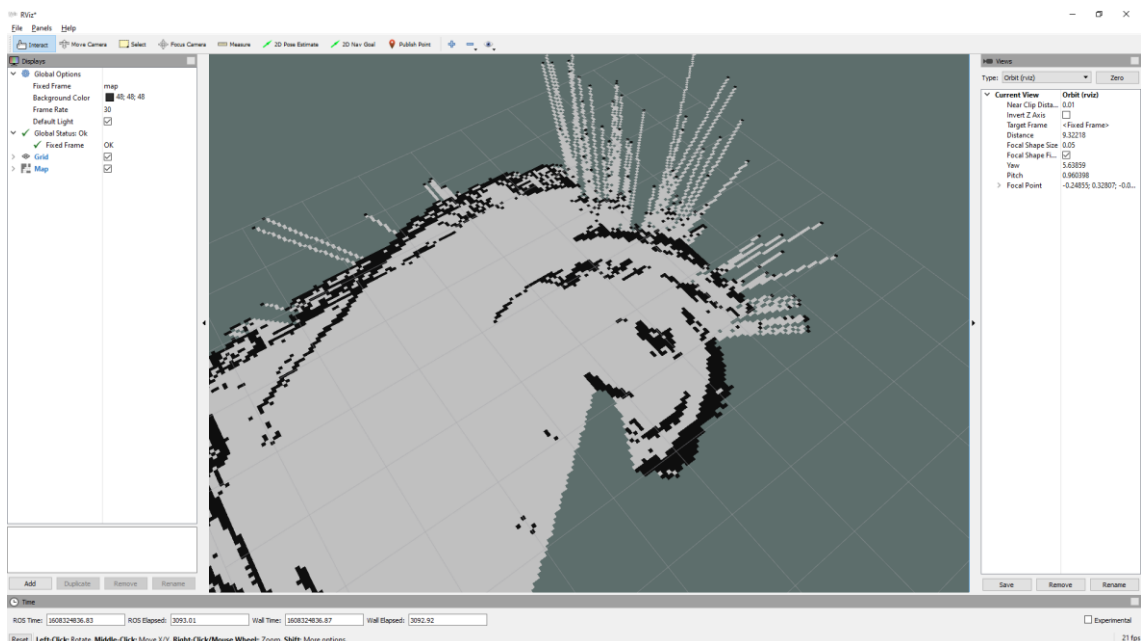 RViz*
File Panels Help
Interact Move Camera Select Focus Camera Measure 2D Pose Estimate 2D Nav Goal Publish Point
Displays
Global Options
Fixed Frame map
Background Color 48; 48; 48
Frame Rate 30
Default Light
Global Status: Ok
Fixed Frame OK
Grid
Map
Add Duplicate Remove Rename
Views
Type: Orbit (rviz) Zero
Current View Orbit (rviz)
Near Clip Dista... 0.01
Invert Z Axis
Target Frame <Fixed Frame>
Distance 9.32218
Focal Shape Size 0.05
Focal Shape Fi...
Yaw 5.63859
Pitch 0.960398
Focal Point -0.24855; 0.32807; -0.0...
Save Remove Rename
Time
ROS Time: 1608324836.83 ROS Elapsed: 3093.01 Wall Time: 1608324836.87 Wall Elapsed: 3092.92 Experimental
Reset Left-Click: Rotate. Middle-Click: Move X/Y. Right-Click/Mouse Wheel: Zoom. Shift: More options. 21 fps